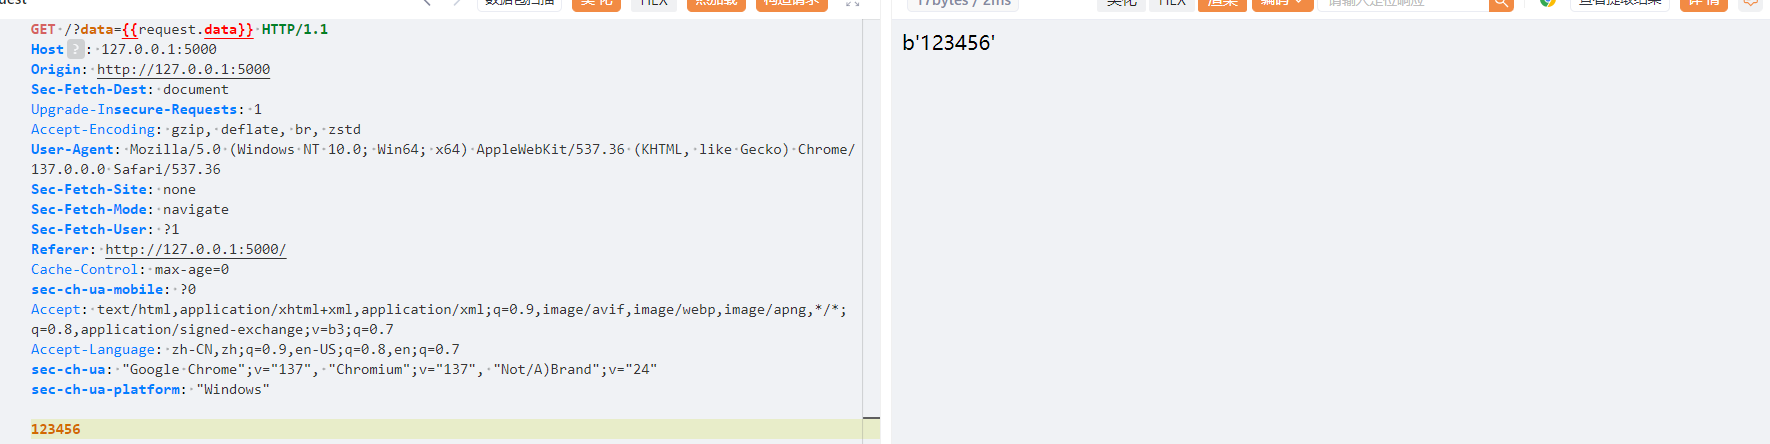 数据包扫描 美化 HEX 热加载 构造请求
17bytes / 2ms 美化 HEX 渲染 编码 请输入定位响应 查看提取结果 详情
GET /?data={{request.data}} HTTP/1.1
Host ? : 127.0.0.1:5000
Origin: http://127.0.0.1:5000
Sec-Fetch-Dest: document
Upgrade-Insecure-Requests: 1
Accept-Encoding: gzip, deflate, br, zstd
User-Agent: Mozilla/5.0 (Windows NT 10.0; Win64; x64) AppleWebKit/537.36 (KHTML, like Gecko) Chrome/
137.0.0.0 Safari/537.36
Sec-Fetch-Site: none
Sec-Fetch-Mode: navigate
Sec-Fetch-User: ?1
Referer: http://127.0.0.1:5000/
Cache-Control: max-age=0
sec-ch-ua-mobile: ?0
Accept: text/html,application/xhtml+xml,application/xml;q=0.9,image/avif,image/webp,image/apng,*/*;
q=0.8,application/signed-exchange;v=b3;q=0.7
Accept-Language: zh-CN,zh;q=0.9,en-US;q=0.8,en;q=0.7
sec-ch-ua: "Google Chrome";v="137", "Chromium";v="137", "Not/A)Brand";v="24"
sec-ch-ua-platform: "Windows"
123456
b'123456'